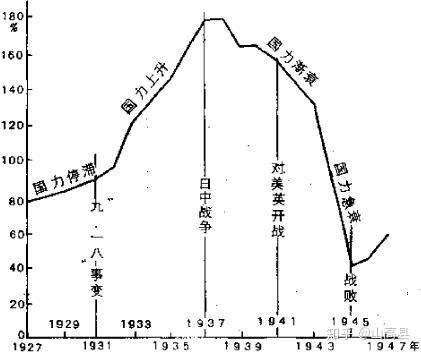 180
%
160
140
120
100
80
60
40
20
0
国力停滞
国力上升
国力渐衰
国力急衰
“九·一八”事变
日中战争
对美英开战
战败
1927
1929
1931
1933
1935
1937
1939
1941
1943
1945
1947年
知乎 @山高县